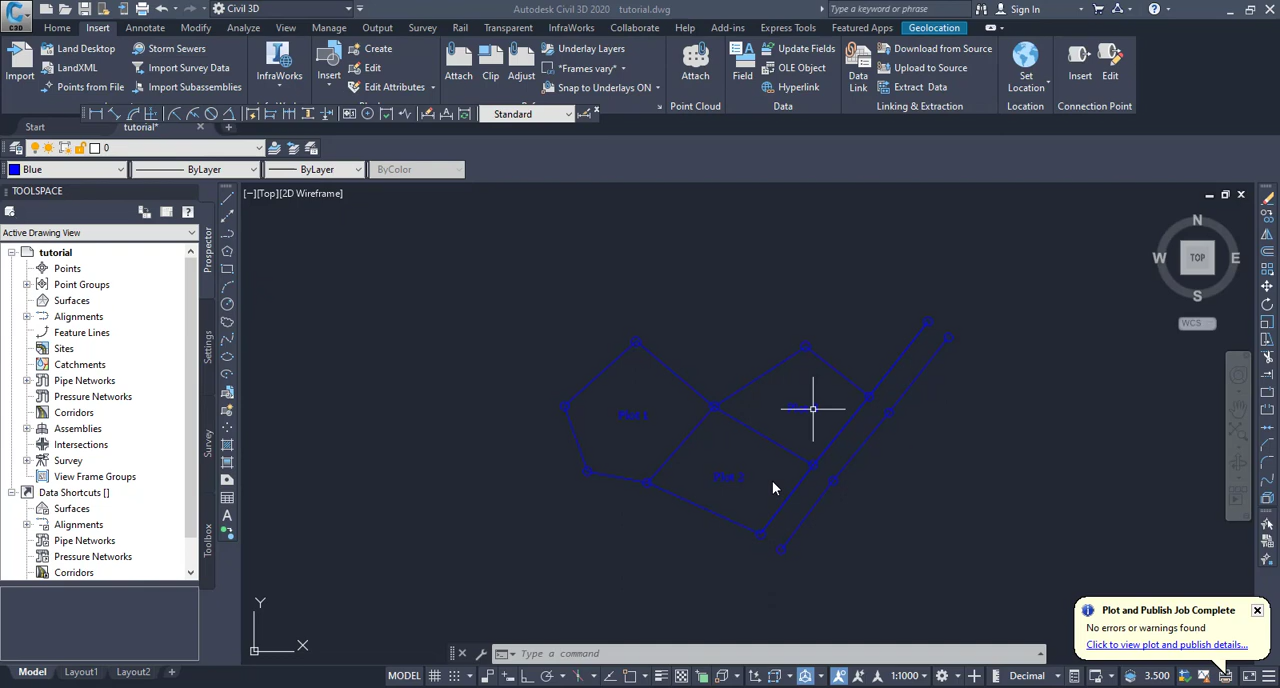 C3D
Civil 3D
Autodesk Civil 3D 2020 tutorial.dwg
Type a keyword or phrase
Sign In
Home Insert Annotate Modify Analyze View Manage Output Survey Rail Transparent InfraWorks Collaborate Help Add-ins Express Tools Featured Apps Geolocation
Import
Land Desktop
LandXML
Points from File
Storm Sewers
Import Survey Data
Import Subassemblies
InfraWorks
Insert
Create
Edit
Edit Attributes
Attach
Clip
Adjust
Underlay Layers
*Frames vary*
Snap to Underlays ON
Attach
Point Cloud
Field
Update Fields
OLE Object
Hyperlink
Data
Data Link
Download from Source
Upload to Source
Extract Data
Linking & Extraction
Set Location
Location
Insert
Edit
Connection Point
Standard
Start
tutorial*
0
Blue
ByLayer
ByLayer
ByColor
TOOLSPACE
Active Drawing View
tutorial
Points
Point Groups
Surfaces
Alignments
Feature Lines
Sites
Catchments
Pipe Networks
Pressure Networks
Corridors
Assemblies
Intersections
Survey
View Frame Groups
Data Shortcuts []
Surfaces
Alignments
Pipe Networks
Pressure Networks
Corridors
Prospector
Settings
Survey
Toolbox
[−][Top][2D Wireframe]
N
W
TOP
E
S
WCS
Plot 1
Y
X
Type a command
Plot and Publish Job Complete
No errors or warnings found
Click to view plot and publish details...
Model Layout1 Layout2 +
MODEL
1:1000
Decimal
3.500